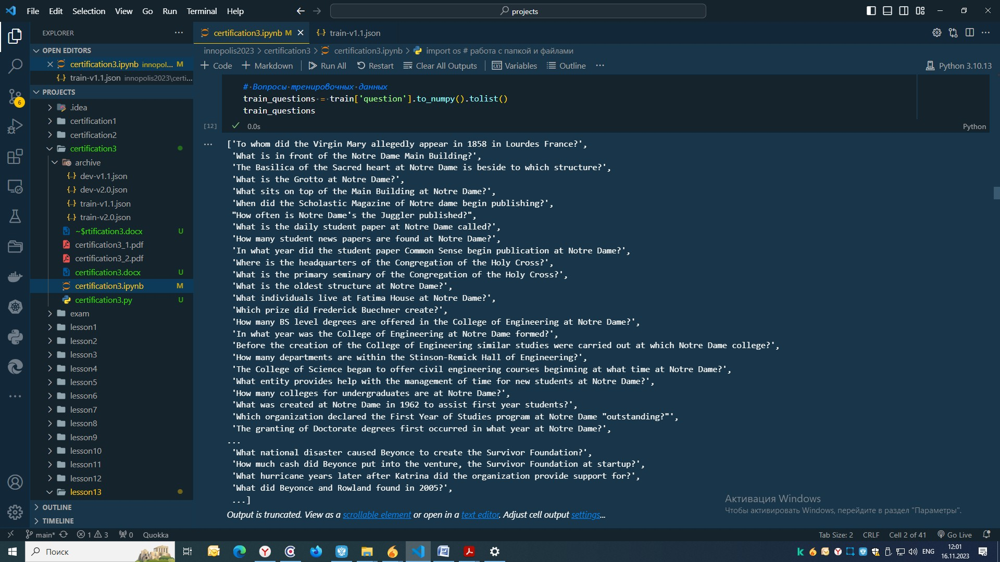 File Edit Selection View Go Run Terminal Help
projects
EXPLORER
certification3.ipynb M
train-v1.1.json
OPEN EDITORS
certification3.ipynb innopol... M
train-v1.1.json innopolis2023\certi...
PROJECTS
.idea
certification1
certification2
certification3
archive
dev-v1.1.json
dev-v2.0.json
train-v1.1.json
train-v2.0.json
~$rtification3.docx U
certification3_1.pdf
certification3_2.pdf
certification3.docx U
certification3.ipynb M
certification3.py U
exam
lesson1
lesson2
lesson3
lesson4
lesson5
lesson6
lesson7
lesson8
lesson9
lesson10
lesson11
lesson12
lesson13
OUTLINE
TIMELINE
6
innopolis2023 > certification3 > certification3.ipynb > import os # работа с папкой и файлами
+ Code + Markdown Run All Restart Clear All Outputs Variables Outline ... Python 3.10.13
# Вопросы тренировочных данных
train_questions = train['question'].to_numpy().tolist()
train_questions
[12] 0.0s Python
['To whom did the Virgin Mary allegedly appear in 1858 in Lourdes France?',
'What is in front of the Notre Dame Main Building?',
'The Basilica of the Sacred heart at Notre Dame is beside to which structure?',
'What is the Grotto at Notre Dame?',
'What sits on top of the Main Building at Notre Dame?',
'When did the Scholastic Magazine of Notre dame begin publishing?',
"How often is Notre Dame's the Juggler published?",
'What is the daily student paper at Notre Dame called?',
'How many student news papers are found at Notre Dame?',
'In what year did the student paper Common Sense begin publication at Notre Dame?',
'Where is the headquarters of the Congregation of the Holy Cross?',
'What is the primary seminary of the Congregation of the Holy Cross?',
'What is the oldest structure at Notre Dame?',
'What individuals live at Fatima House at Notre Dame?',
'Which prize did Frederick Buechner create?',
'How many BS level degrees are offered in the College of Engineering at Notre Dame?',
'In what year was the College of Engineering at Notre Dame formed?',
'Before the creation of the College of Engineering similar studies were carried out at which Notre Dame college?',
'How many departments are within the Stinson-Remick Hall of Engineering?',
'The College of Science began to offer civil engineering courses beginning at what time at Notre Dame?',
'What entity provides help with the management of time for new students at Notre Dame?',
'How many colleges for undergraduates are at Notre Dame?',
'What was created at Notre Dame in 1962 to assist first year students?',
'Which organization declared the First Year of Studies program at Notre Dame "outstanding?"',
'The granting of Doctorate degrees first occurred in what year at Notre Dame?',
...
'What national disaster caused Beyonce to create the Survivor Foundation?',
'How much cash did Beyonce put into the venture, the Survivor Foundation at startup?',
'What hurricane years later after Katrina did the organization provide support for?',
'What did Beyonce and Rowland found in 2005?',
...]
Output is truncated. View as a scrollable element or open in a text editor. Adjust cell output settings...
Активация Windows
Чтобы активировать Windows, перейдите в раздел "Параметры".
main* 1 3 0 Quokka Tab Size: 2 CRLF Cell 2 of 41 Go Live
Поиск
ENG
12:01
16.11.2023